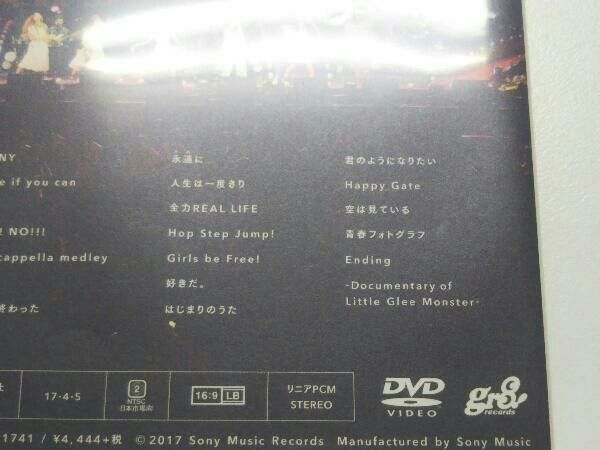 NY
e if you can
! NO!!!
cappella medley
終わった
永遠に
人生は一度きり
全力REAL LIFE
Hop Step Jump!
Girls be Free!
好きだ。
はじまりのうた
君のようになりたい
Happy Gate
空は見ている
青春フォトグラフ
Ending
-Documentary of
Little Glee Monster-
17・4・5
2
NTSC
日本市場向
16:9 LB
リニアPCM
STEREO
DVD
VIDEO
gr8!
records
1741 / ¥4,444+税 © 2017 Sony Music Records Manufactured by Sony Music